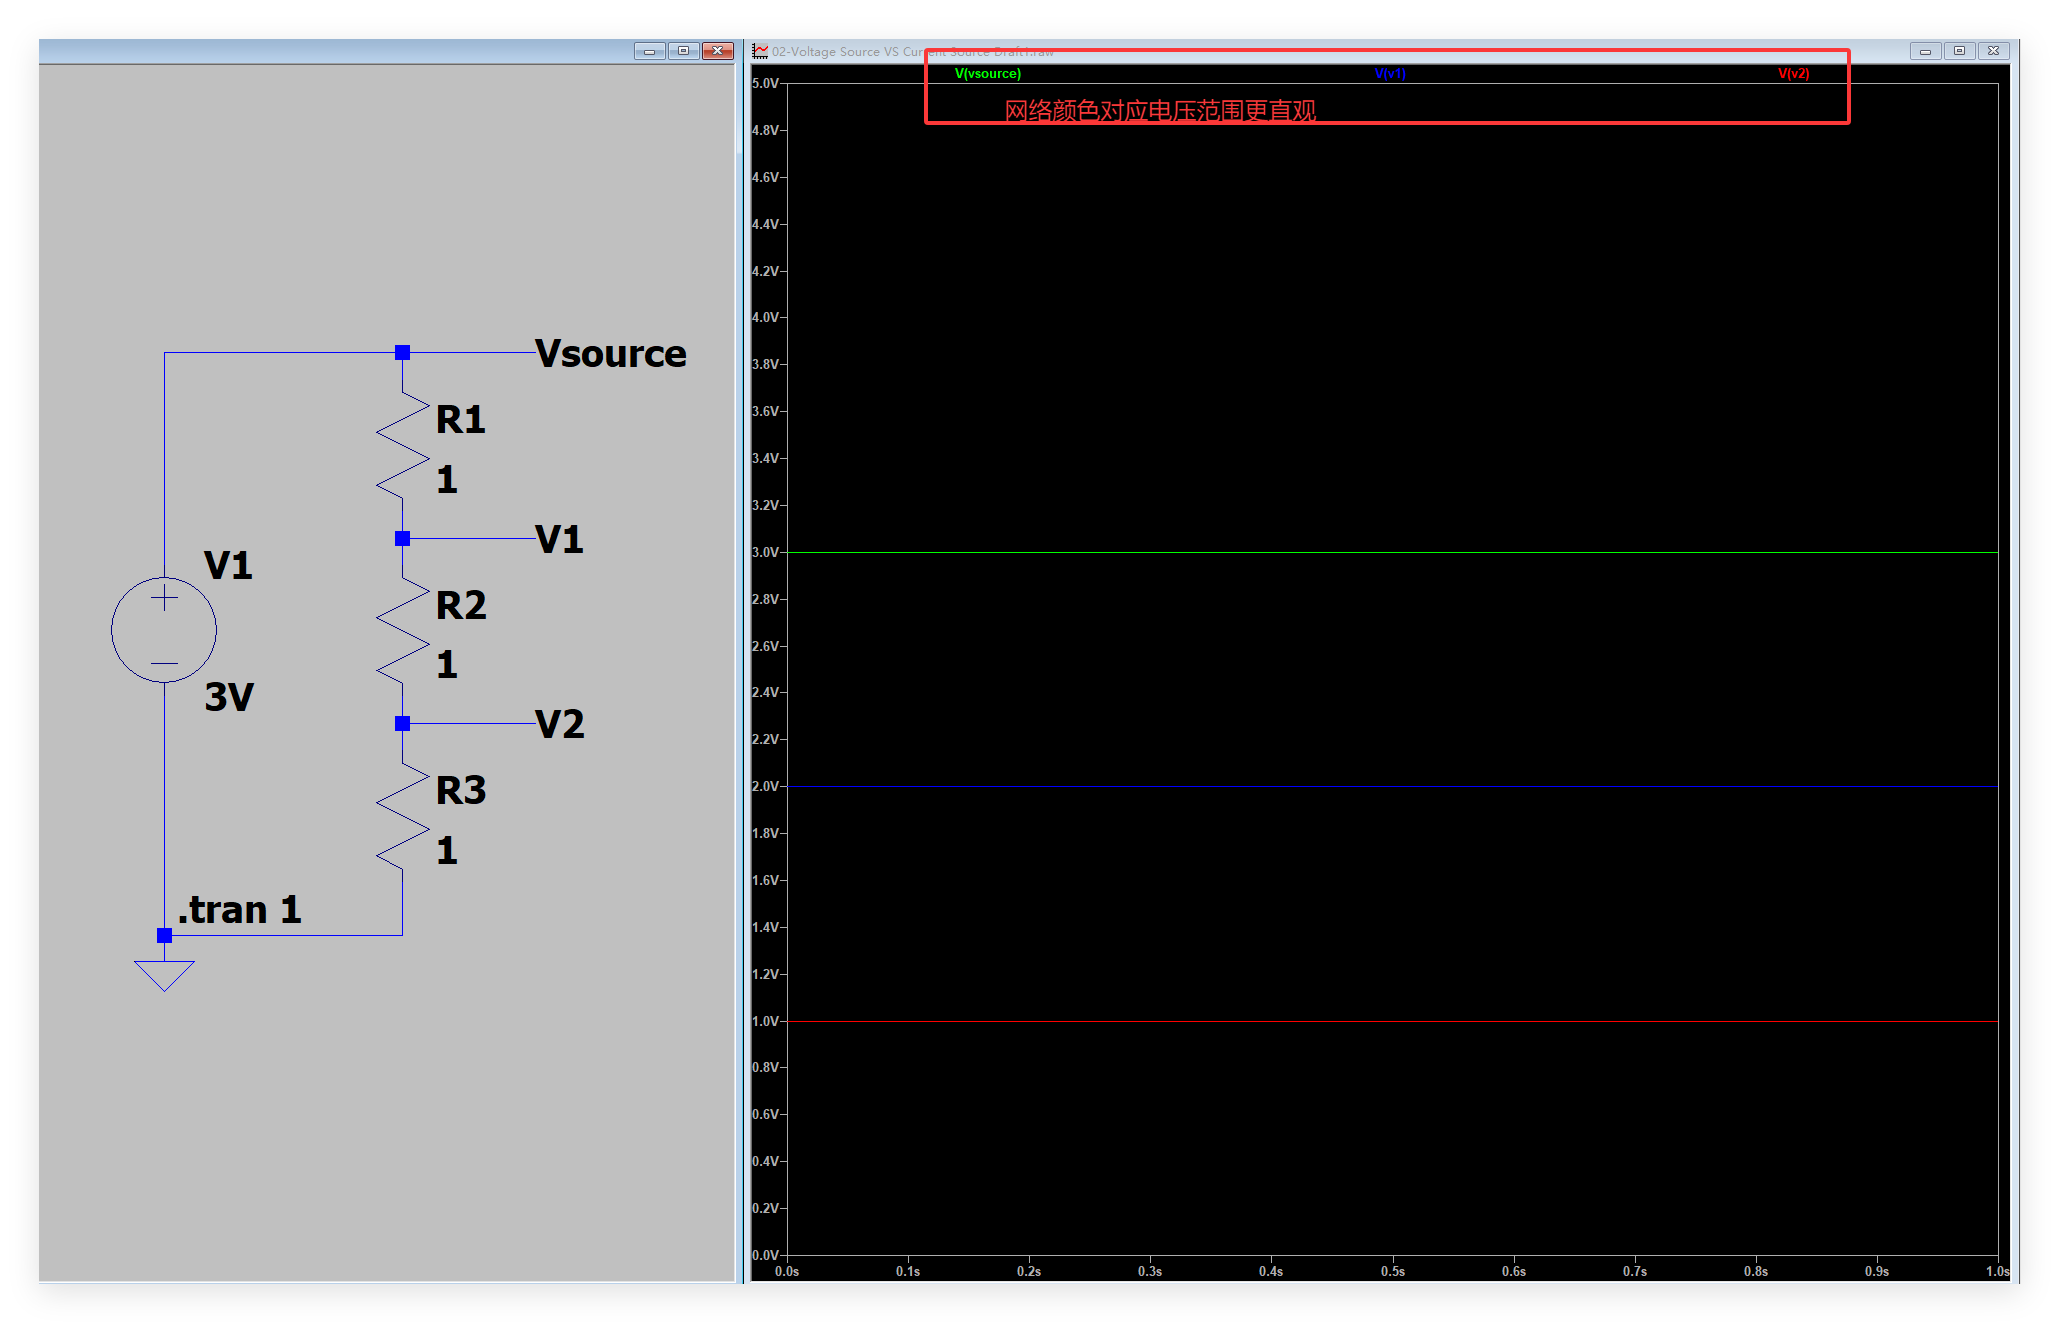 02-Voltage Source VS Current Source Draft1.raw
V(vsource)
V(v1)
V(v2)
网络颜色对应电压范围更直观
Vsource
R1
1
V1
R2
1
V2
R3
1
V1
3V
.tran 1
5.0V
4.8V
4.6V
4.4V
4.2V
4.0V
3.8V
3.6V
3.4V
3.2V
3.0V
2.8V
2.6V
2.4V
2.2V
2.0V
1.8V
1.6V
1.4V
1.2V
1.0V
0.8V
0.6V
0.4V
0.2V
0.0V
0.0s
0.1s
0.2s
0.3s
0.4s
0.5s
0.6s
0.7s
0.8s
0.9s
1.0s